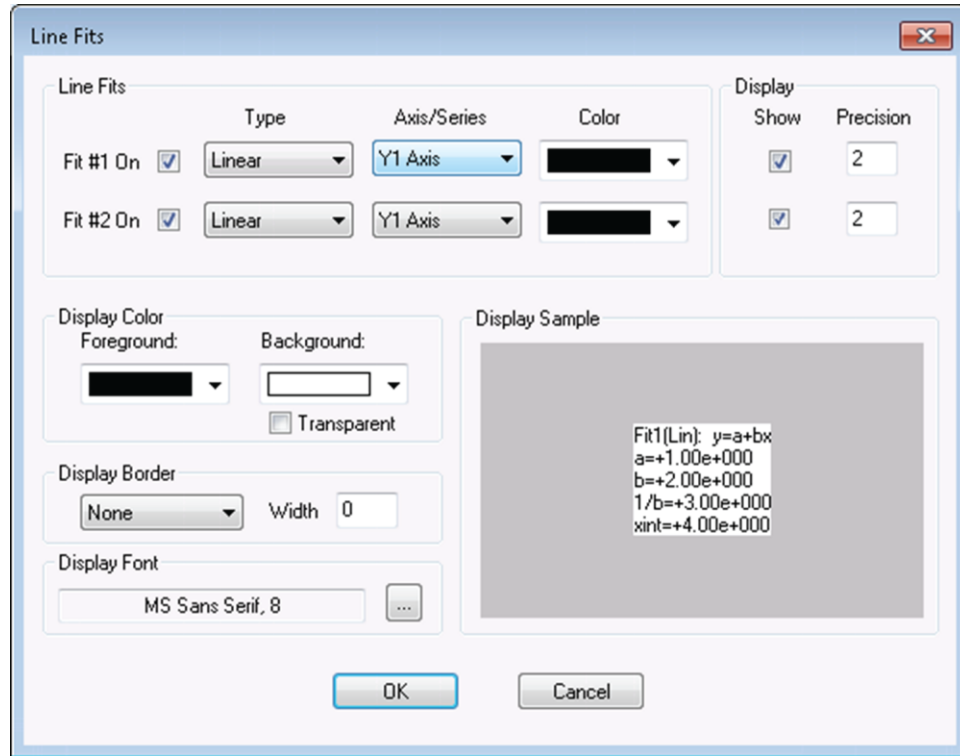 Line Fits
Line Fits
Type Axis/Series Color
Fit #1 On Linear Y1 Axis
Fit #2 On Linear Y1 Axis
Display
Show Precision
2
2
Display Color
Foreground: Background:
Transparent
Display Border
None Width 0
Display Font
MS Sans Serif, 8 ...
Display Sample
Fit1(Lin): y=a+bx
a=+1.00e+000
b=+2.00e+000
1/b=+3.00e+000
xint=+4.00e+000
OK Cancel